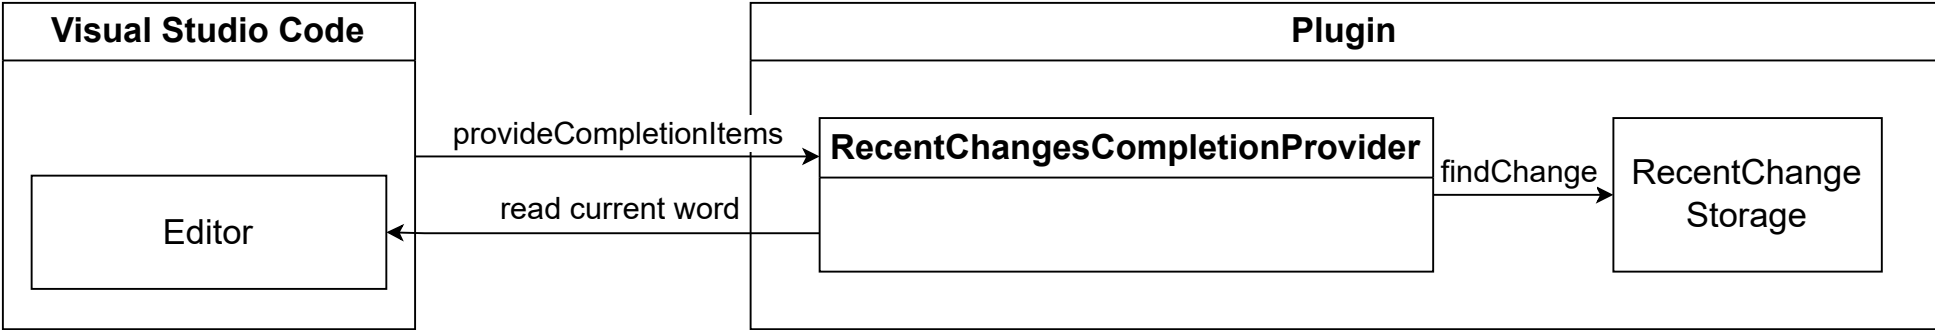 Visual Studio Code
Plugin
provideCompletionItems
RecentChangesCompletionProvider
findChange
RecentChange
Storage
read current word
Editor